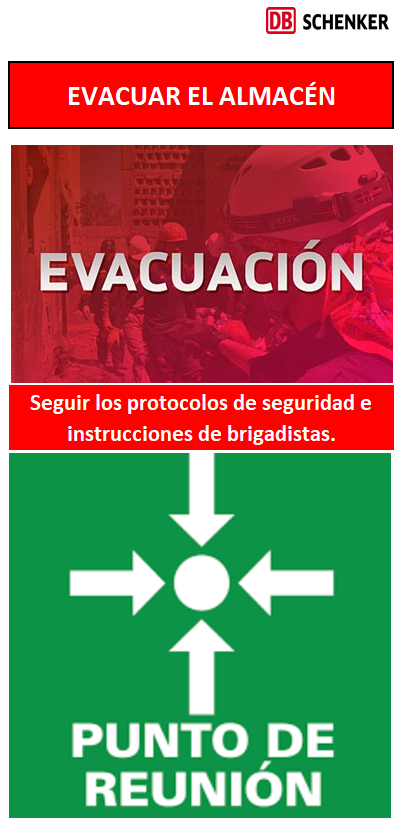 DB SCHENKER
EVACUAR EL ALMACÉN
EVACUACIÓN
Seguir los protocolos de seguridad e
instrucciones de brigadistas.
PUNTO DE
REUNIÓN